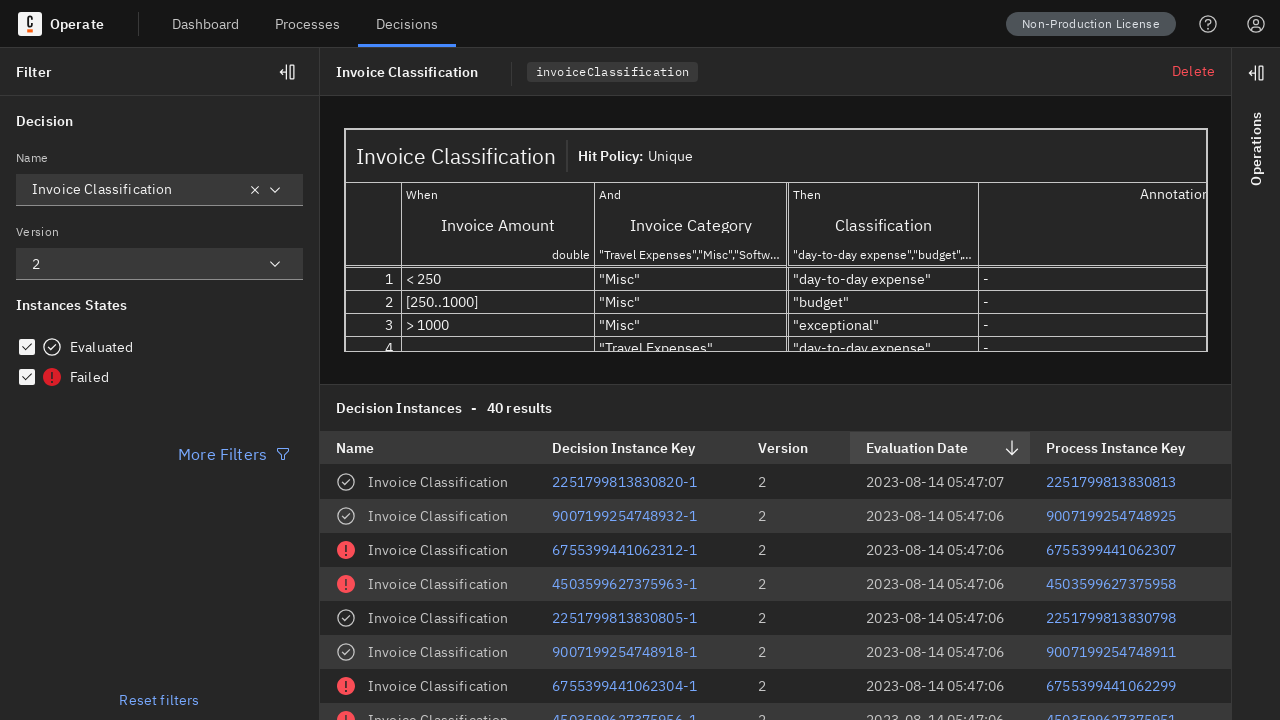 C Operate Dashboard Processes Decisions Non-Production License
Filter
Decision
Name
Invoice Classification
Version
2
Instances States
Evaluated
Failed
More Filters
Reset filters
Invoice Classification invoiceClassification Delete
Invoice Classification Hit Policy: Unique
When And Then Annotation
Invoice Amount Invoice Category Classification
double "Travel Expenses","Misc","Softw… "day-to-day expense","budget",…
1 < 250 "Misc" "day-to-day expense" -
2 [250..1000] "Misc" "budget" -
3 > 1000 "Misc" "exceptional" -
4 "Travel Expenses" "day-to-day expense" -
Decision Instances - 40 results
Name Decision Instance Key Version Evaluation Date Process Instance Key
Invoice Classification 2251799813830820-1 2 2023-08-14 05:47:07 2251799813830813
Invoice Classification 9007199254748932-1 2 2023-08-14 05:47:06 9007199254748925
Invoice Classification 6755399441062312-1 2 2023-08-14 05:47:06 6755399441062307
Invoice Classification 4503599627375963-1 2 2023-08-14 05:47:06 4503599627375958
Invoice Classification 2251799813830805-1 2 2023-08-14 05:47:06 2251799813830798
Invoice Classification 9007199254748918-1 2 2023-08-14 05:47:06 9007199254748911
Invoice Classification 6755399441062304-1 2 2023-08-14 05:47:06 6755399441062299
Invoice Classification 4503599627375956-1 2 2023-08-14 05:47:06 4503599627375951
Operations